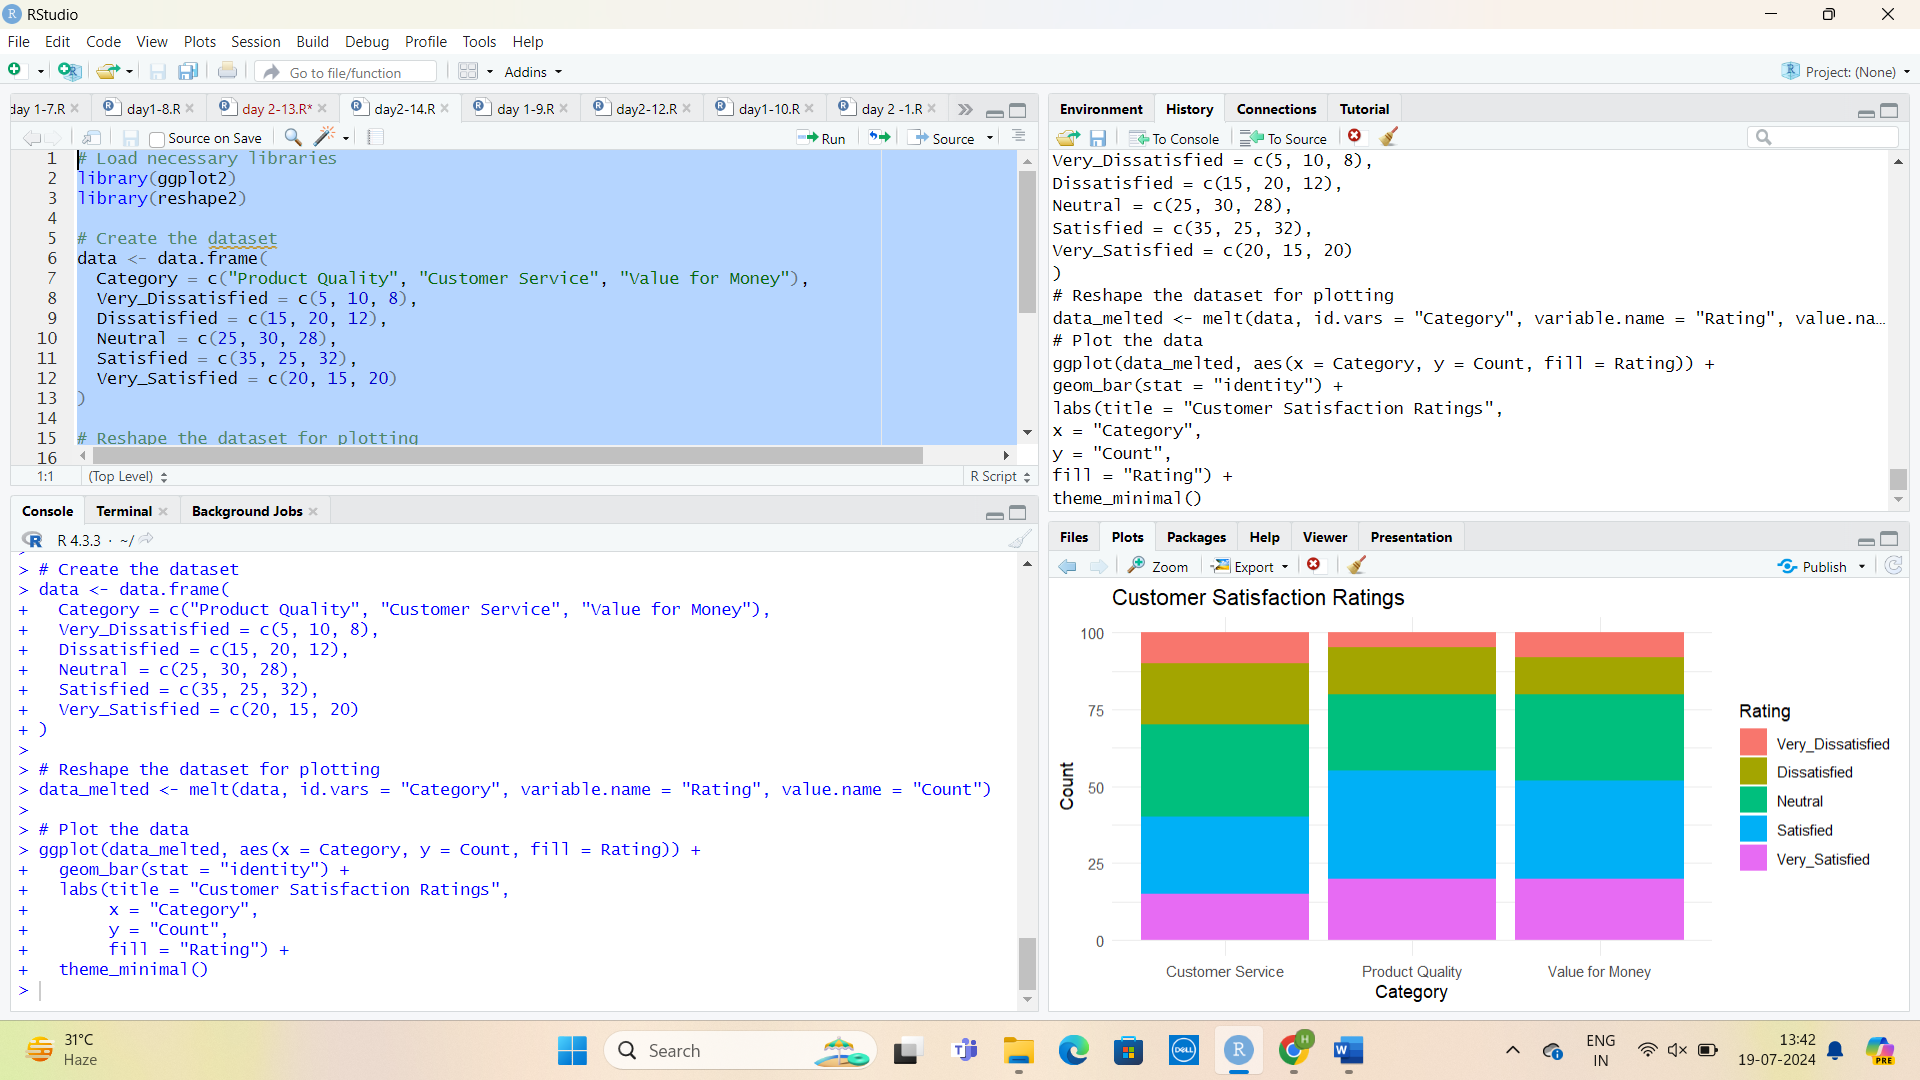 RStudio
File Edit Code View Plots Session Build Debug Profile Tools Help
Go to file/function Addins Project: (None)
day 1-7.R day1-8.R day 2-13.R* day2-14.R day 1-9.R day2-12.R day1-10.R day 2 -1.R
Source on Save Run Source
1 # Load necessary libraries
2 library(ggplot2)
3 library(reshape2)
4
5 # Create the dataset
6 data <- data.frame(
7 Category = c("Product Quality", "Customer Service", "Value for Money"),
8 Very_Dissatisfied = c(5, 10, 8),
9 Dissatisfied = c(15, 20, 12),
10 Neutral = c(25, 30, 28),
11 Satisfied = c(35, 25, 32),
12 Very_Satisfied = c(20, 15, 20)
13 )
14
15 # Reshape the dataset for plotting
16
1:1 (Top Level) R Script
Console Terminal Background Jobs
R 4.3.3 · ~/
>
> # Create the dataset
> data <- data.frame(
+ Category = c("Product Quality", "Customer Service", "Value for Money"),
+ Very_Dissatisfied = c(5, 10, 8),
+ Dissatisfied = c(15, 20, 12),
+ Neutral = c(25, 30, 28),
+ Satisfied = c(35, 25, 32),
+ Very_Satisfied = c(20, 15, 20)
+ )
>
> # Reshape the dataset for plotting
> data_melted <- melt(data, id.vars = "Category", variable.name = "Rating", value.name = "Count")
>
> # Plot the data
> ggplot(data_melted, aes(x = Category, y = Count, fill = Rating)) +
+ geom_bar(stat = "identity") +
+ labs(title = "Customer Satisfaction Ratings",
+ x = "Category",
+ y = "Count",
+ fill = "Rating") +
+ theme_minimal()
>
Environment History Connections Tutorial
To Console To Source
Very_Dissatisfied = c(5, 10, 8),
Dissatisfied = c(15, 20, 12),
Neutral = c(25, 30, 28),
Satisfied = c(35, 25, 32),
Very_Satisfied = c(20, 15, 20)
)
# Reshape the dataset for plotting
data_melted <- melt(data, id.vars = "Category", variable.name = "Rating", value.na…
# Plot the data
ggplot(data_melted, aes(x = Category, y = Count, fill = Rating)) +
geom_bar(stat = "identity") +
labs(title = "Customer Satisfaction Ratings",
x = "Category",
y = "Count",
fill = "Rating") +
theme_minimal()
Files Plots Packages Help Viewer Presentation
Zoom Export Publish
Customer Satisfaction Ratings
100
75
50
25
0
Count
Customer Service Product Quality Value for Money
Category
Rating
Very_Dissatisfied
Dissatisfied
Neutral
Satisfied
Very_Satisfied
31°C
Haze
Search
DELL
R
H
W
ENG
IN
13:42
19-07-2024
PRE